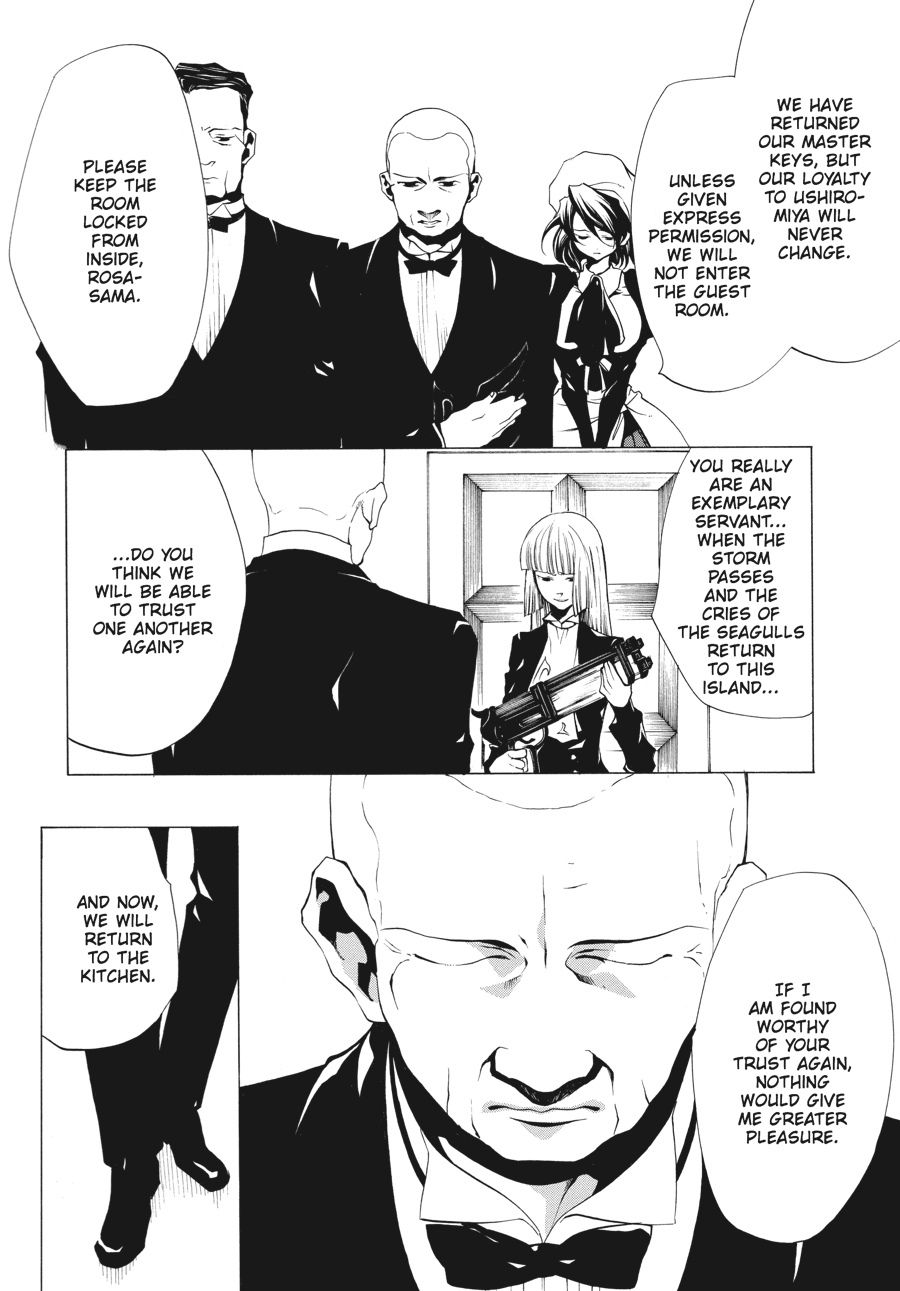 WE HAVE
RETURNED
OUR MASTER
KEYS, BUT
OUR LOYALTY
TO USHIRO-
MIYA WILL
NEVER
CHANGE.
UNLESS
GIVEN
EXPRESS
PERMISSION,
WE WILL
NOT ENTER
THE GUEST
ROOM.
PLEASE
KEEP THE
ROOM
LOCKED
FROM
INSIDE,
ROSA-
SAMA.
YOU REALLY
ARE AN
EXEMPLARY
SERVANT...
WHEN THE
STORM
PASSES
AND THE
CRIES OF
THE SEAGULLS
RETURN
TO THIS
ISLAND...
...DO YOU
THINK WE
WILL BE ABLE
TO TRUST
ONE ANOTHER
AGAIN?
IF I
AM FOUND
WORTHY
OF YOUR
TRUST AGAIN,
NOTHING
WOULD GIVE
ME GREATER
PLEASURE.
AND NOW,
WE WILL
RETURN
TO THE
KITCHEN.